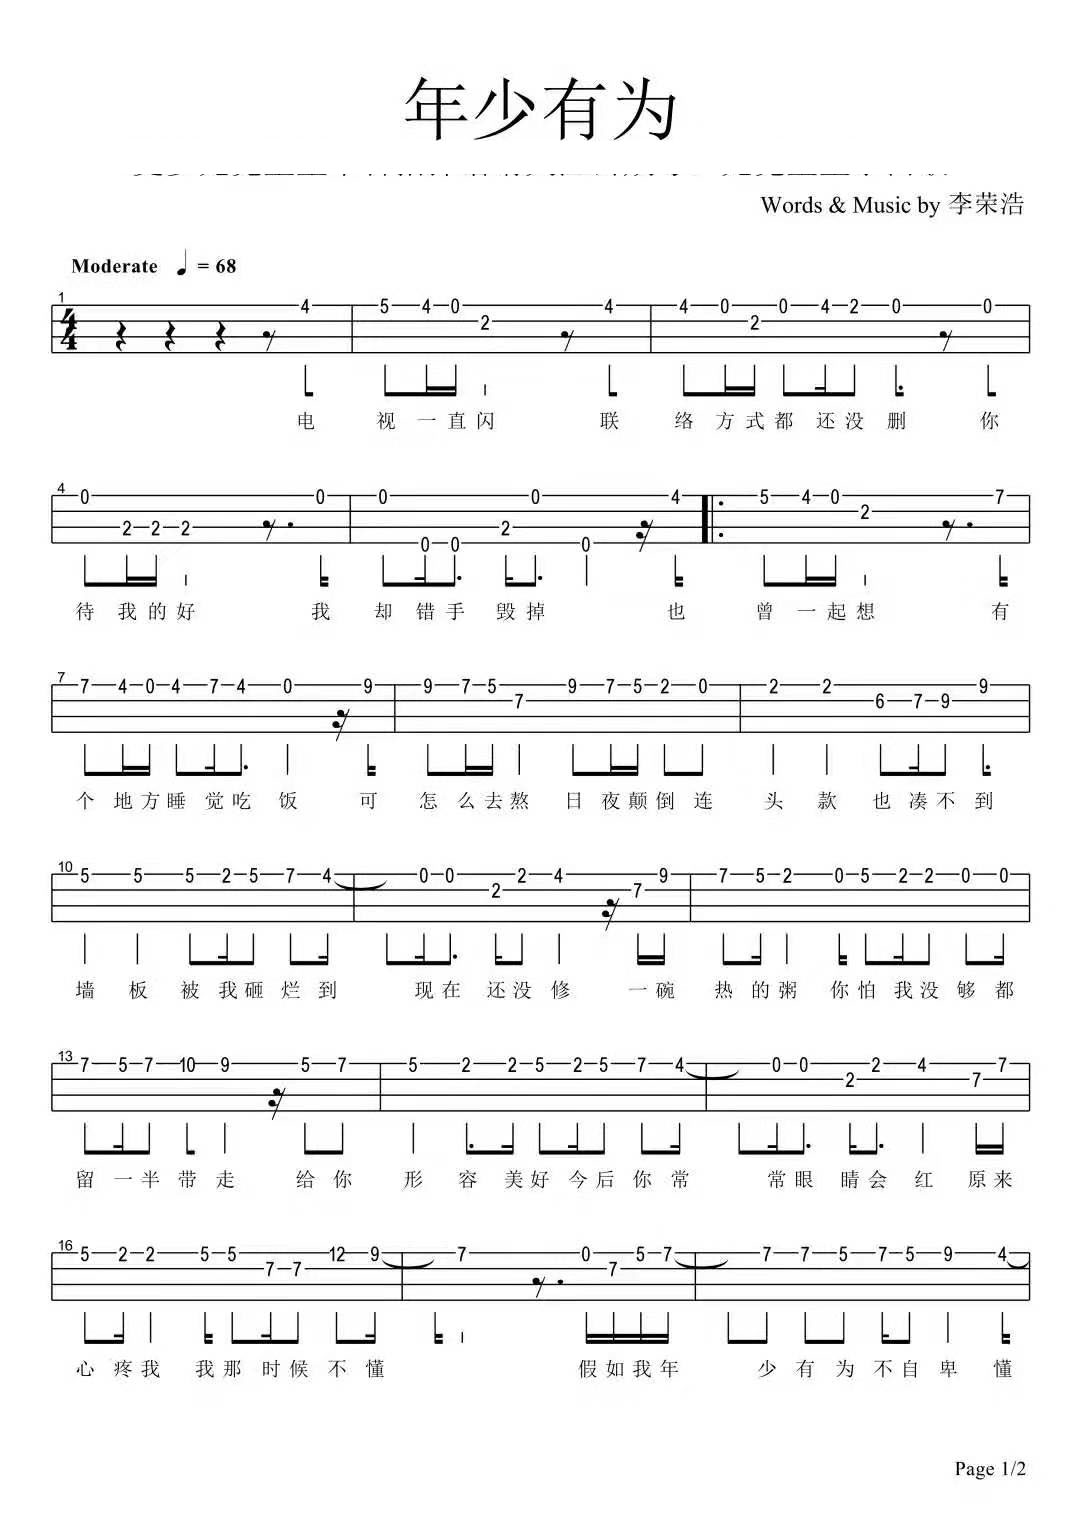 年少有为
Words & Music by 李荣浩
Moderate ♩ = 68
1
4 5 4 0 2 4 4 0 2 0 4 2 0 0
4
4
电 视 一 直 闪 联 络 方 式 都 还 没 删 你
4
0 2 2 2 0 0 0 0 2 0 0 4 5 4 0 2 7
待 我 的 好 我 却 错 手 毁 掉 也 曾 一 起 想 有
7
7 4 0 4 7 4 0 9 9 7 5 7 9 7 5 2 0 2 2 6 7 9 9
个 地 方 睡 觉 吃 饭 可 怎 么 去 熬 日 夜 颠 倒 连 头 款 也 凑 不 到
10
5 5 5 2 5 7 4 0 0 2 2 4 7 9 7 5 2 0 5 2 2 0 0
墙 板 被 我 砸 烂 到 现 在 还 没 修 一 碗 热 的 粥 你 怕 我 没 够 都
13
7 5 7 10 9 5 7 5 2 2 5 2 5 7 4 0 0 2 2 4 7 7
留 一 半 带 走 给 你 形 容 美 好 今 后 你 常 常 眼 睛 会 红 原 来
16
5 2 2 5 5 7 7 12 9 7 0 7 5 7 7 7 5 7 5 9 4
心 疼 我 我 那 时 候 不 懂 假 如 我 年 少 有 为 不 自 卑 懂
Page 1/2